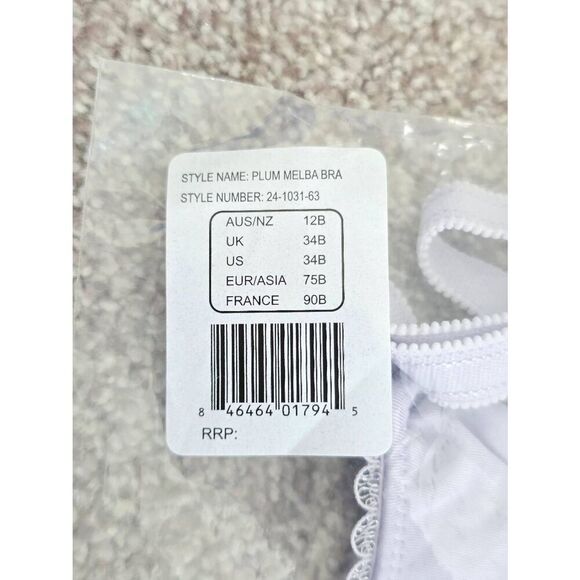 STYLE NAME: PLUM MELBA BRA
STYLE NUMBER: 24-1031-63
AUS/NZ 12B
UK 34B
US 34B
EUR/ASIA 75B
FRANCE 90B
8 46464 01794 5
RRP: